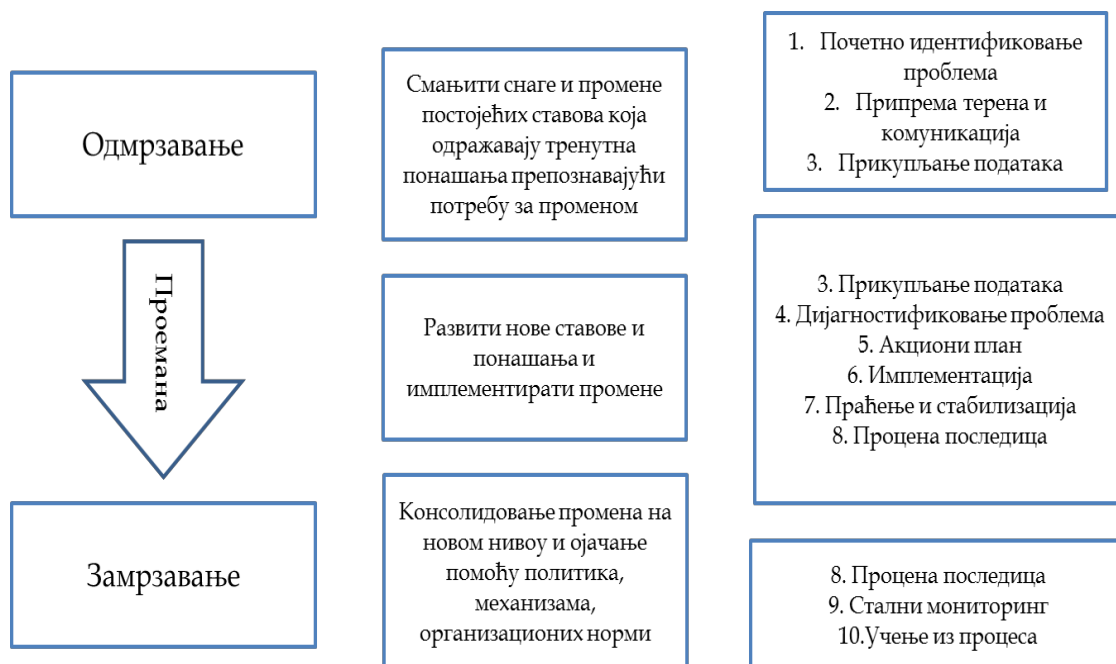 Одмрзавање
Смањити снаге и промене
постојећих ставова која
одражавају тренутна
понашања препознавајући
потребу за променом
1. Почетно идентификовање
проблема
2. Припрема терена и
комуникација
3. Прикупљање података
Проемана
Развити нове ставове и
понашања и
имплементирати промене
3. Прикупљање података
4. Дијагностификовање проблема
5. Акциони план
6. Имплементација
7. Праћење и стабилизација
8. Процена последица
Замрзавање
Консолидовање промена на
новом нивоу и ојачање
помоћу политика,
механизама,
организационих норми
8. Процена последица
9. Стални мониторинг
10.Учење из процеса